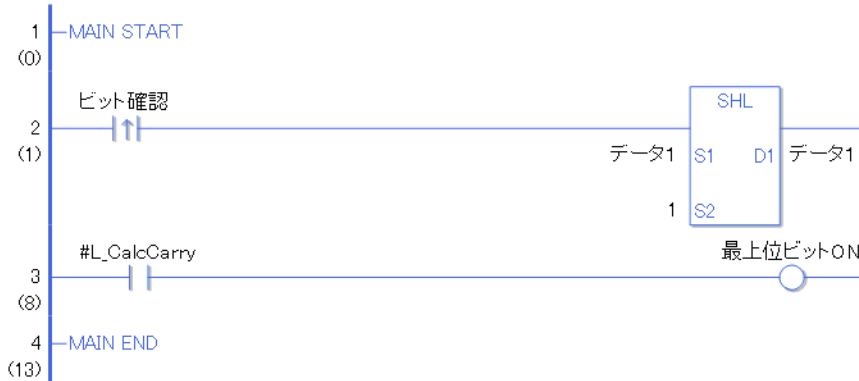 1 MAIN START
(0)
ビット確認
SHL
2
(1) データ1 S1 D1 データ1
1 S2
#L_CalcCarry 最上位ビットON
3
(8)
4 MAIN END
(13)